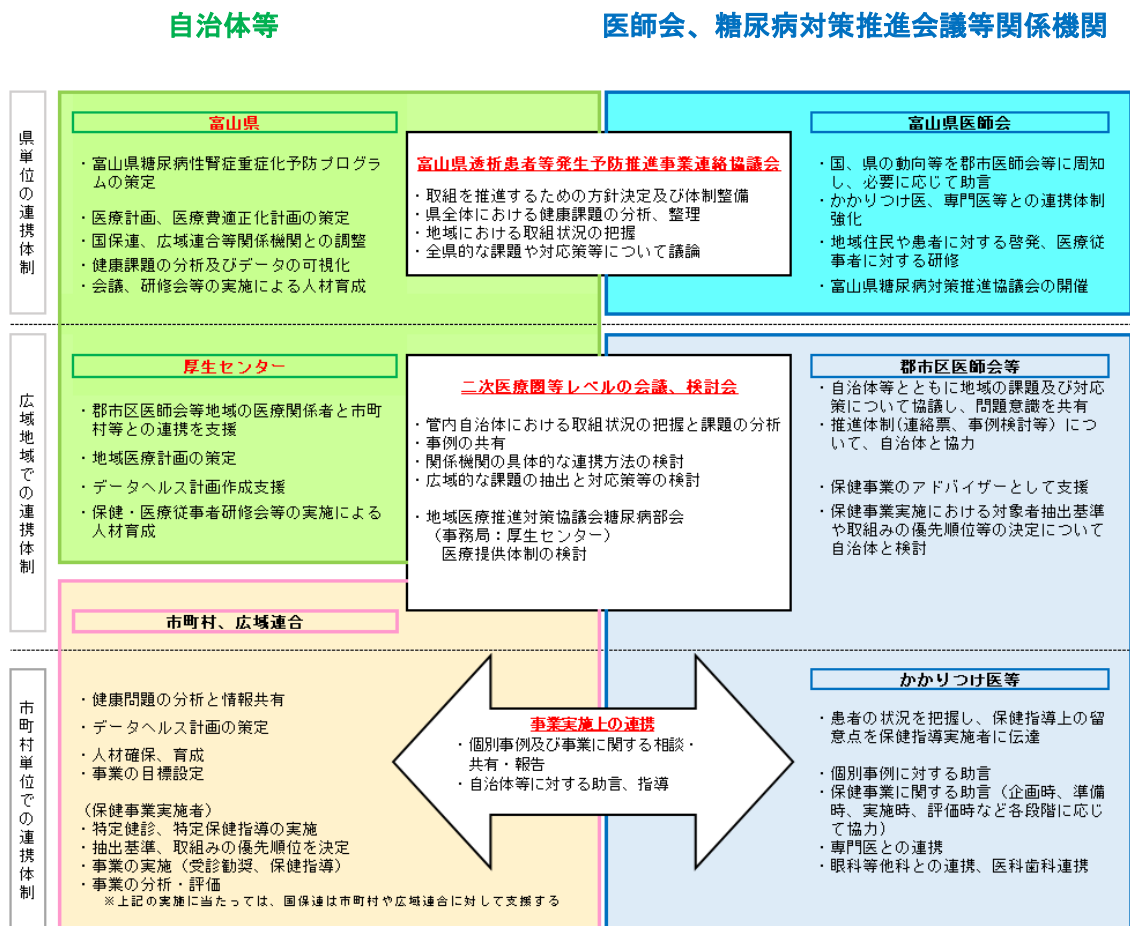 自治体等
医師会、糖尿病対策推進会議等関係機関
県単位の連携体制
富山県
・富山県糖尿病性腎症重症化予防プログラ
ムの策定
・医療計画、医療費適正化計画の策定
・国保連、広域連合等関係機関との調整
・健康課題の分析及びデータの可視化
・会議、研修会等の実施による人材育成
富山県透析患者等発生予防推進事業連絡協議会
・取組を推進するための方針決定及び体制整備
・県全体における健康課題の分析、整理
・地域における取組状況の把握
・全県的な課題や対応策等について議論
富山県医師会
・国、県の動向等を郡市医師会等に周知
し、必要に応じて助言
・かかりつけ医、専門医等との連携体制
強化
・地域住民や患者に対する啓発、医療従
事者に対する研修
・富山県糖尿病対策推進協議会の開催
広域地域での連携体制
厚生センター
・郡市区医師会等地域の医療関係者と市町
村等との連携を支援
・地域医療計画の策定
・データヘルス計画作成支援
・保健・医療従事者研修会等の実施による
人材育成
二次医療圏等レベルの会議、検討会
・管内自治体における取組状況の把握と課題の分析
・事例の共有
・関係機関の具体的な連携方法の検討
・広域的な課題の抽出と対応策等の検討
・地域医療推進対策協議会糖尿病部会
（事務局：厚生センター）
医療提供体制の検討
郡市区医師会等
・自治体等とともに地域の課題及び対応
策について協議し、問題意識を共有
・推進体制(連絡票、事例検討等）につい
て、自治体と協力
・保健事業のアドバイザーとして支援
・保健事業実施における対象者抽出基準
や取組みの優先順位等の決定について
自治体と検討
市町村、広域連合
市町村単位での連携体制
・健康問題の分析と情報共有
・データヘルス計画の策定
・人材確保、育成
・事業の目標設定
（保健事業実施者）
・特定健診、特定保健指導の実施
・抽出基準、取組みの優先順位を決定
・事業の実施（受診勧奨、保健指導）
・事業の分析・評価
※上記の実施に当たっては、国保連は市町村や広域連合に対して支援する
事業実施上の連携
・個別事例及び事業に関する相談・
共有・報告
・自治体等に対する助言、指導
かかりつけ医等
・患者の状況を把握し、保健指導上の留
意点を保健指導実施者に伝達
・個別事例に対する助言
・保健事業に関する助言（企画時、準備
時、実施時、評価時など各段階に応じ
て協力）
・専門医との連携
・眼科等他科との連携、医科歯科連携